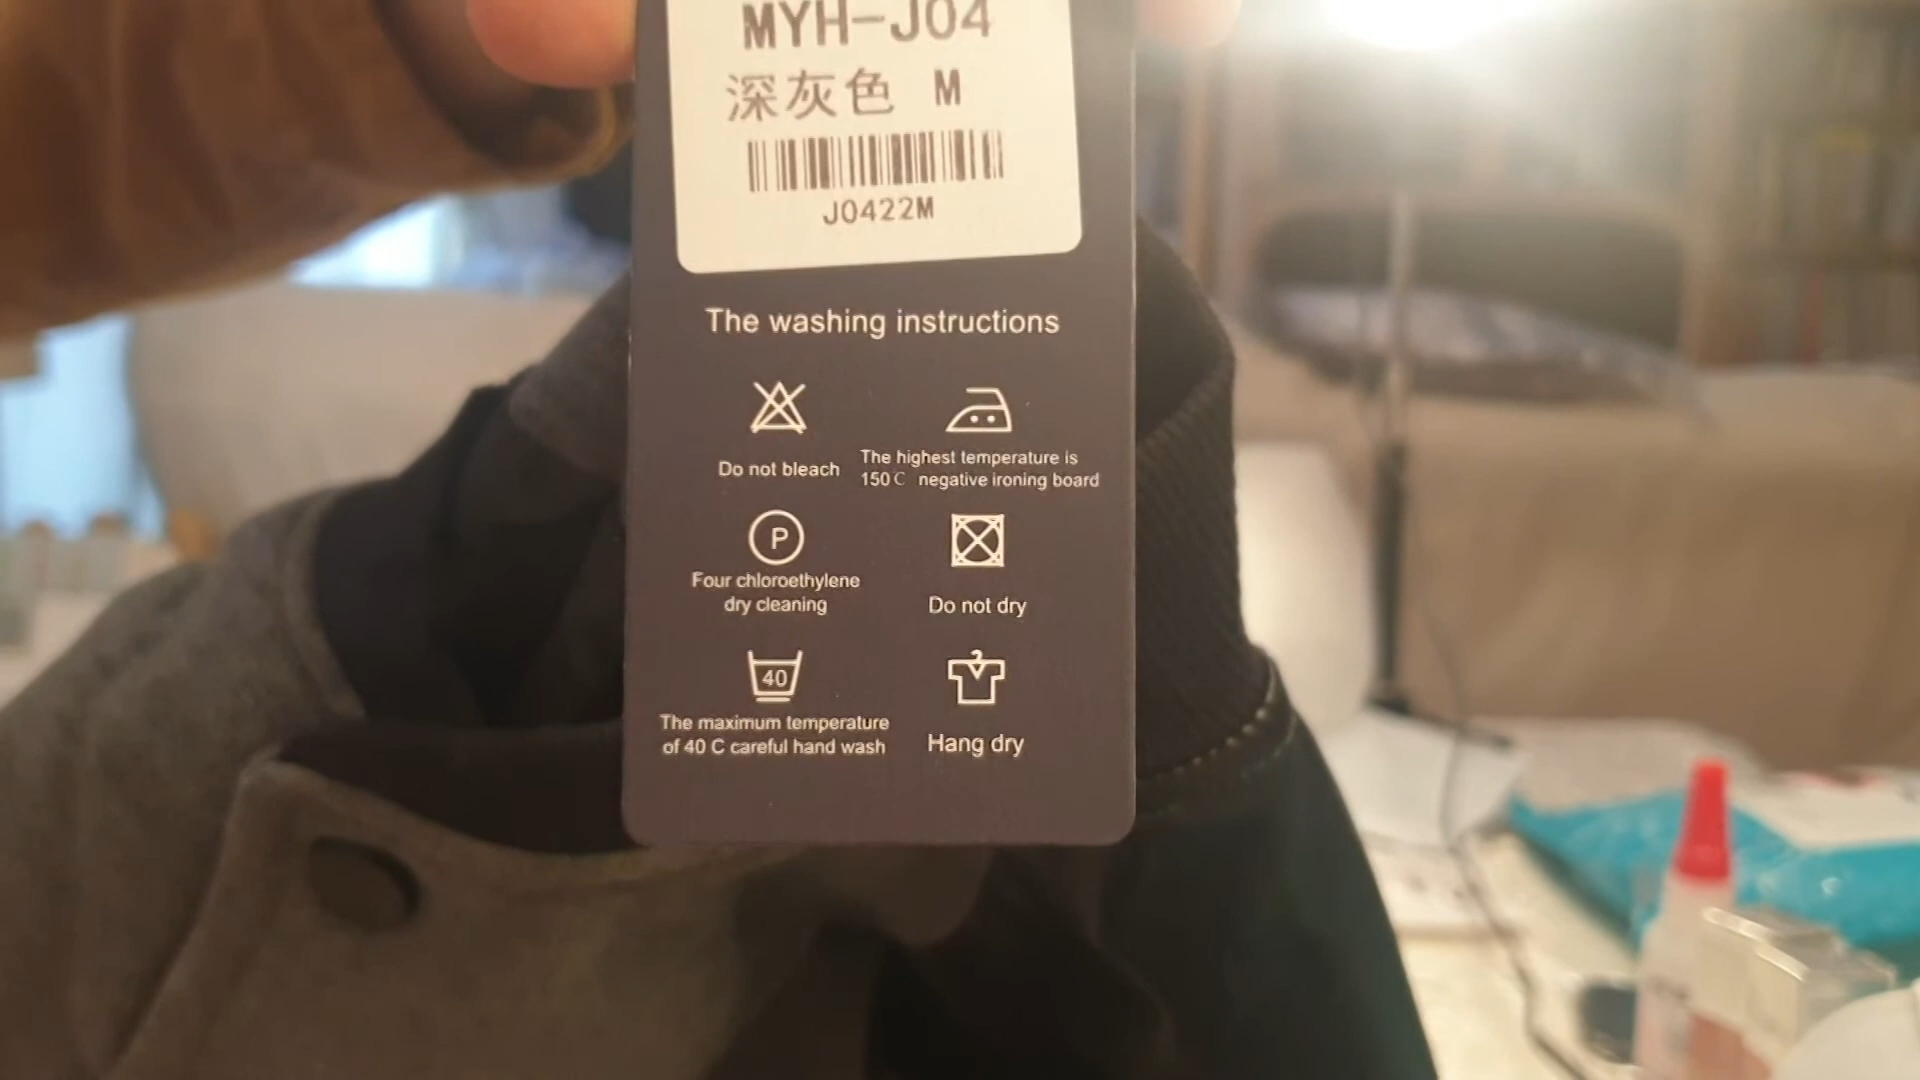 MYH-J04
深灰色 M
J0422M
The washing instructions
Do not bleach
The highest temperature is
150℃ negative ironing board
P
Four chloroethylene
dry cleaning
Do not dry
40
The maximum temperature
of 40 C careful hand wash
Hang dry